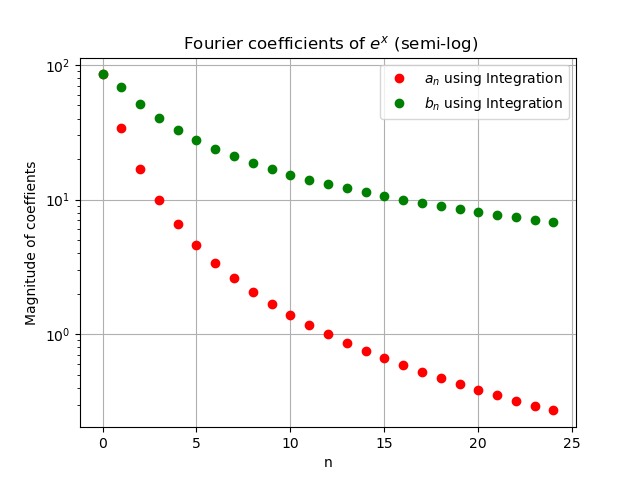 Fourier coefficients of e^x (semi-log)
a_n using Integration
b_n using Integration
Magnitude of coeffients
10^2
10^1
10^0
0 5 10 15 20 25
n